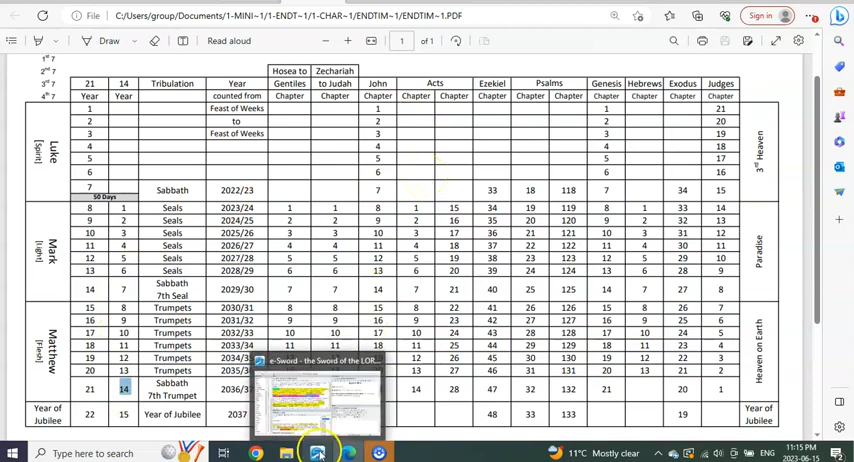 File C:/Users/group/Documents/1-MINI~1/1-ENDT~1/1-CHAR~1/ENDTIM~1/ENDTIM~1.PDF Sign in
Draw Read aloud 1 of 1
1st 7
2nd 7 Hosea to Zechariah
3rd 7 21 14 Tribulation Year Gentiles to Judah John Acts Ezekiel Psalms Genesis Hebrews Exodus Judges
4th 7 Year Year counted from Chapter Chapter Chapter Chapter Chapter Chapter Chapter Chapter Chapter Chapter Chapter Chapter
Luke
[Spirit]
3rd Heaven
1 Feast of Weeks 1 1 21
2 to 2 2 20
3 Feast of Weeks 3 3 19
4 4 4 18
5 5 5 17
6 6 6 16
7 Sabbath 2022/23 7 33 18 118 7 34 15
50 Days
Mark
[Light]
Paradise
8 1 Seals 2023/24 1 1 8 1 15 34 19 119 8 1 33 14
9 2 Seals 2024/25 2 2 9 2 16 35 20 120 9 2 32 13
10 3 Seals 2025/26 3 3 10 3 17 36 21 121 10 3 31 12
11 4 Seals 2026/27 4 4 11 4 18 37 22 122 11 4 30 11
12 5 Seals 2027/28 5 5 12 5 19 38 23 123 12 5 29 10
13 6 Seals 2028/29 6 6 13 6 20 39 24 124 13 6 28 9
14 7 Sabbath 2029/30 7 7 14 7 21 40 25 125 14 7 27 8
7th Seal
Matthew
[Flesh]
Heaven on Earth
15 8 Trumpets 2030/31 8 8 15 8 22 41 26 126 15 8 26 7
16 9 Trumpets 2031/32 9 9 16 9 23 42 27 127 16 9 25 6
17 10 Trumpets 2032/33 10 10 17 10 24 43 28 128 17 10 24 5
18 11 Trumpets 2033/34 11 11 18 11 25 44 29 129 18 11 23 4
19 12 Trumpets 2034/35 12 26 45 30 130 19 12 22 3
20 13 Trumpets 2035/36 13 27 46 31 131 20 13 21 2
21 14 Sabbath 2036/3 14 28 47 32 132 21 20 1
7th Trumpet
Year of
Jubilee
22 15 Year of Jubilee 2037 48 33 133 19
Year of
Jubilee
e-Sword - the Sword of the LOR...
Type here to search
11°C Mostly clear
11:15 PM
2023-06-15
2